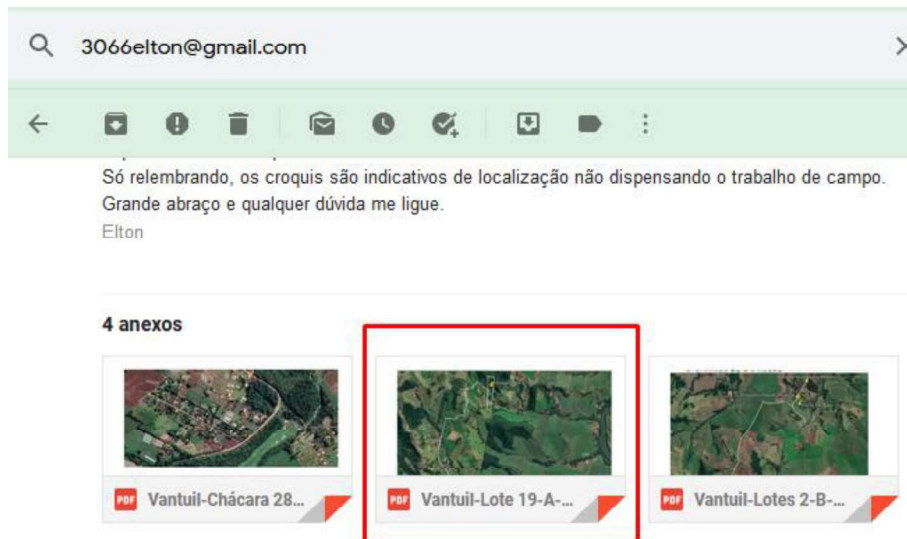 3066elton@gmail.com
Só relembrando, os croquis são indicativos de localização não dispensando o trabalho de campo.
Grande abraço e qualquer dúvida me ligue.
Elton
4 anexos
PDF Vantuil-Chácara 28...
PDF Vantuil-Lote 19-A-...
PDF Vantuil-Lotes 2-B-...